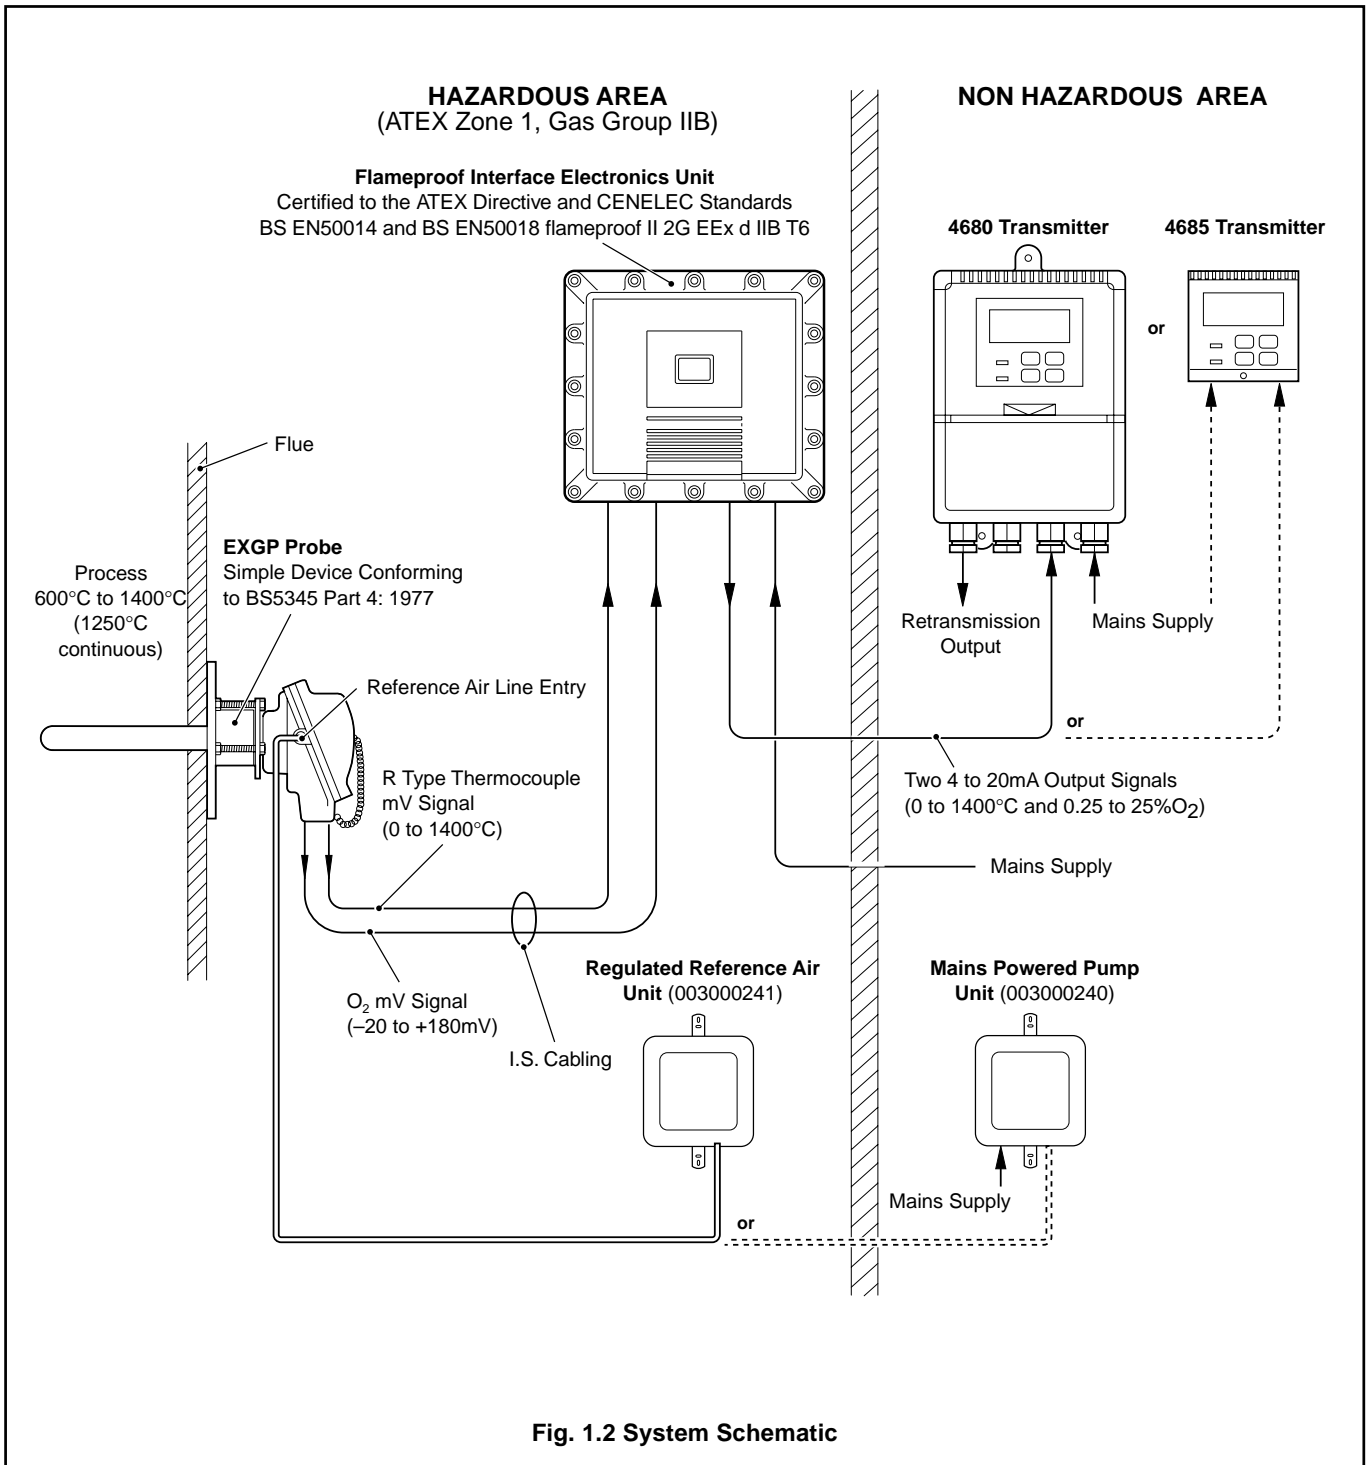 HAZARDOUS AREA
(ATEX Zone 1, Gas Group IIB)
NON HAZARDOUS AREA
Flameproof Interface Electronics Unit
Certified to the ATEX Directive and CENELEC Standards
BS EN50014 and BS EN50018 flameproof II 2G EEx d IIB T6
4680 Transmitter
or
4685 Transmitter
Flue
EXGP Probe
Simple Device Conforming
to BS5345 Part 4: 1977
Process
600°C to 1400°C
(1250°C
continuous)
Reference Air Line Entry
Retransmission
Output
Mains Supply
or
R Type Thermocouple
mV Signal
(0 to 1400°C)
Two 4 to 20mA Output Signals
(0 to 1400°C and 0.25 to 25%O2)
Mains Supply
O2 mV Signal
(–20 to +180mV)
I.S. Cabling
Regulated Reference Air
Unit (003000241)
Mains Powered Pump
Unit (003000240)
Mains Supply
or
Fig. 1.2 System Schematic